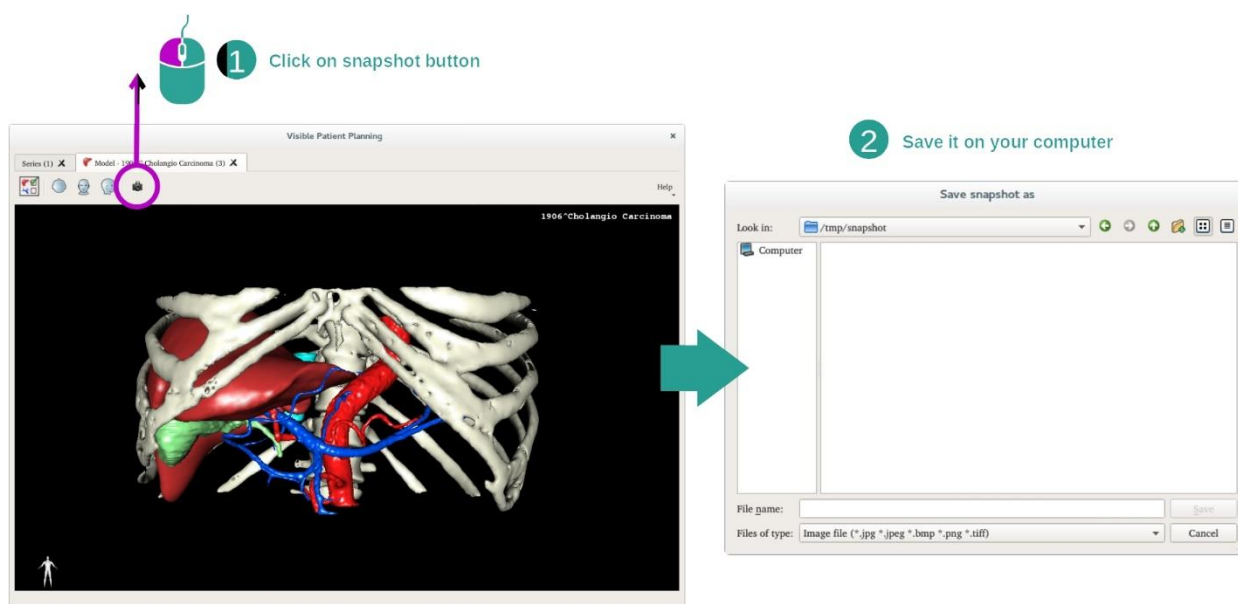 1 Click on snapshot button
Visible Patient Planning
Series (1) Model - 190 Cholangio Carcinoma (3)
Help
1906^Cholangio Carcinoma
2 Save it on your computer
Save snapshot as
Look in: /tmp/snapshot
Computer
File name: Save
Files of type: Image file (*.jpg *.jpeg *.bmp *.png *.tiff) Cancel